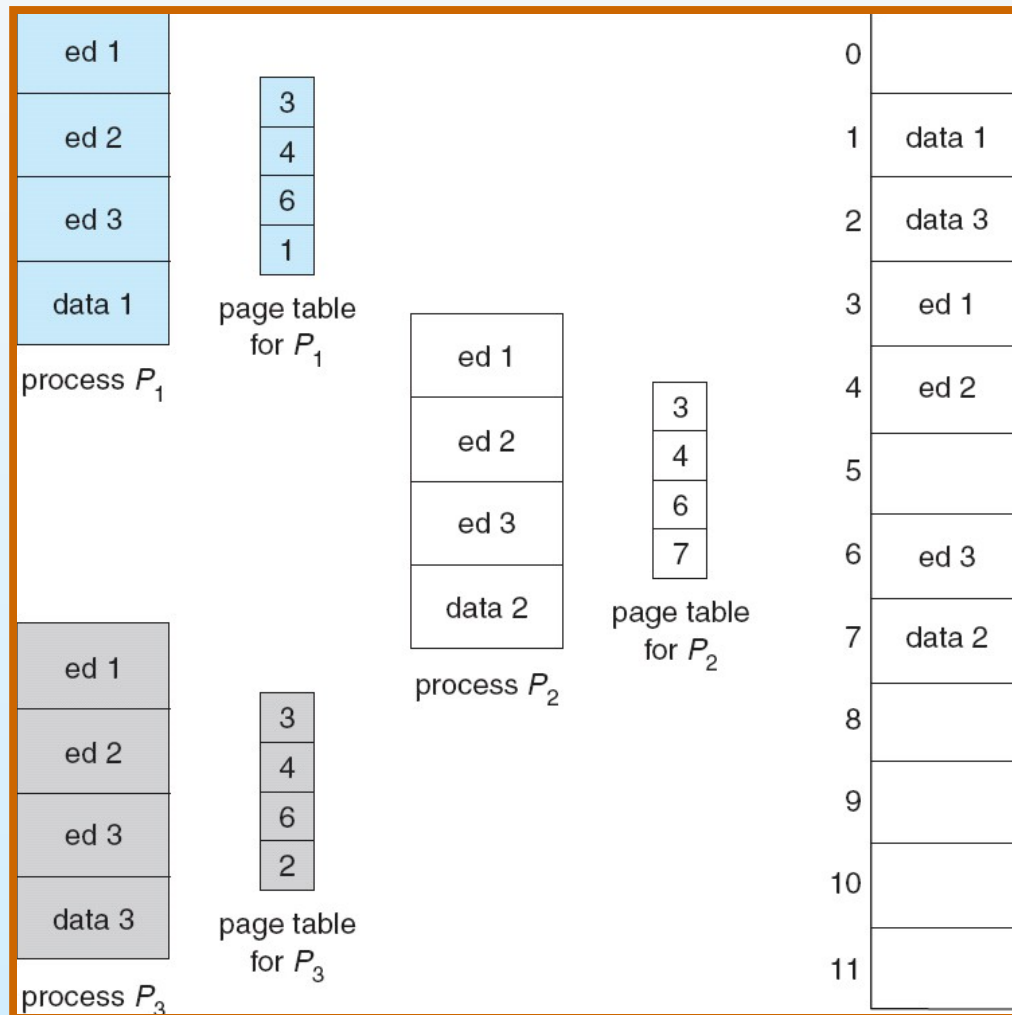 ed 1
ed 2
ed 3
data 1
process P1
3
4
6
1
page table
for P1
ed 1
ed 2
ed 3
data 2
process P2
3
4
6
7
page table
for P2
ed 1
ed 2
ed 3
data 3
process P3
3
4
6
2
page table
for P3
0
1 data 1
2 data 3
3 ed 1
4 ed 2
5
6 ed 3
7 data 2
8
9
10
11